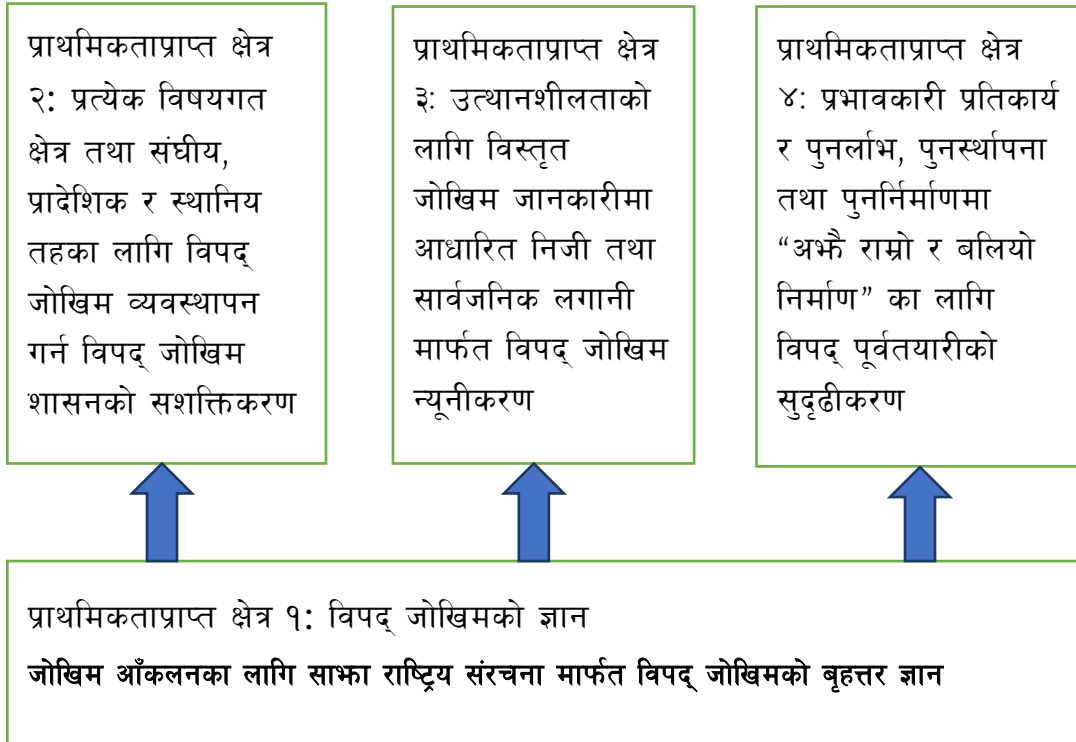 प्राथमिकताप्राप्त क्षेत्र
२: प्रत्येक विषयगत
क्षेत्र तथा संघीय,
प्रादेशिक र स्थानिय
तहका लागि विपद्
जोखिम व्यवस्थापन
गर्न विपद् जोखिम
शासनको सशक्तिकरण
प्राथमिकताप्राप्त क्षेत्र
३: उत्थानशीलताको
लागि विस्तृत
जोखिम जानकारीमा
आधारित निजी तथा
सार्वजनिक लगानी
मार्फत विपद् जोखिम
न्यूनीकरण
प्राथमिकताप्राप्त क्षेत्र
४: प्रभावकारी प्रतिकार्य
र पुनर्लाभ, पुनर्स्थापना
तथा पुनर्निर्माणमा
“अझै राम्रो र बलियो
निर्माण” का लागि
विपद् पूर्वतयारीको
सुदृढीकरण
प्राथमिकताप्राप्त क्षेत्र १: विपद् जोखिमको ज्ञान
जोखिम आँकलनका लागि साझा राष्ट्रिय संरचना मार्फत विपद् जोखिमको बृहत्तर ज्ञान